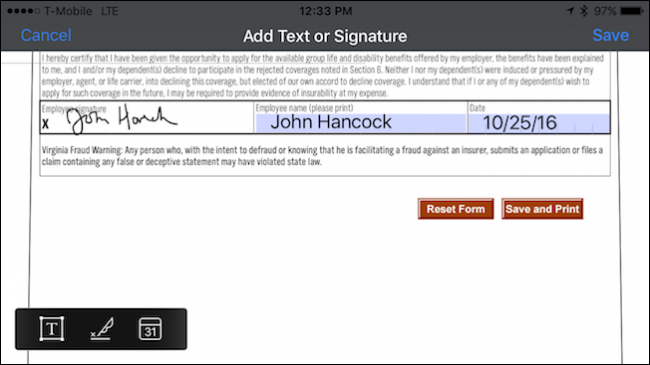 T-Mobile LTE 12:33 PM 97%
Cancel Add Text or Signature Save
I hereby certify that I have been given the opportunity to apply for the available group life and disability benefits offered by my employer, the benefits have been explained
to me, and I and/or my dependent(s) decline to participate in the rejected coverages noted in Section 6. Neither I nor my dependent(s) were induced or pressured by my
employer, agent, or life carrier, into declining this coverage, but elected of our own accord to decline coverage. I understand that if I or any of my dependent(s) wish to
apply for such coverage in the future, I may be required to provide evidence of insurability at my expense.
Employee signature Employee name (please print) Date
x John Hancock John Hancock 10/25/16
Virginia Fraud Warning: Any person who, with the intent to defraud or knowing that he is facilitating a fraud against an insurer, submits an application or files a
claim containing any false or deceptive statement may have violated state law.
Reset Form Save and Print
T 31